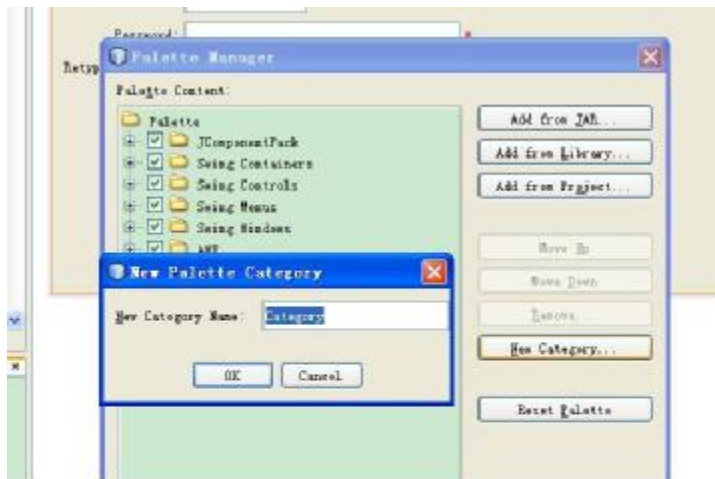 Password:
*
Retyp
Palette Manager
Palette Content:
Palette
JComponentPack
Swing Containers
Swing Controls
Swing Menus
Swing Windows
AWT
Add from JAR...
Add from Library...
Add from Project...
Move Up
Move Down
Remove
New Category...
Reset Palette
New Palette Category
New Category Name:
Category
OK
Cancel